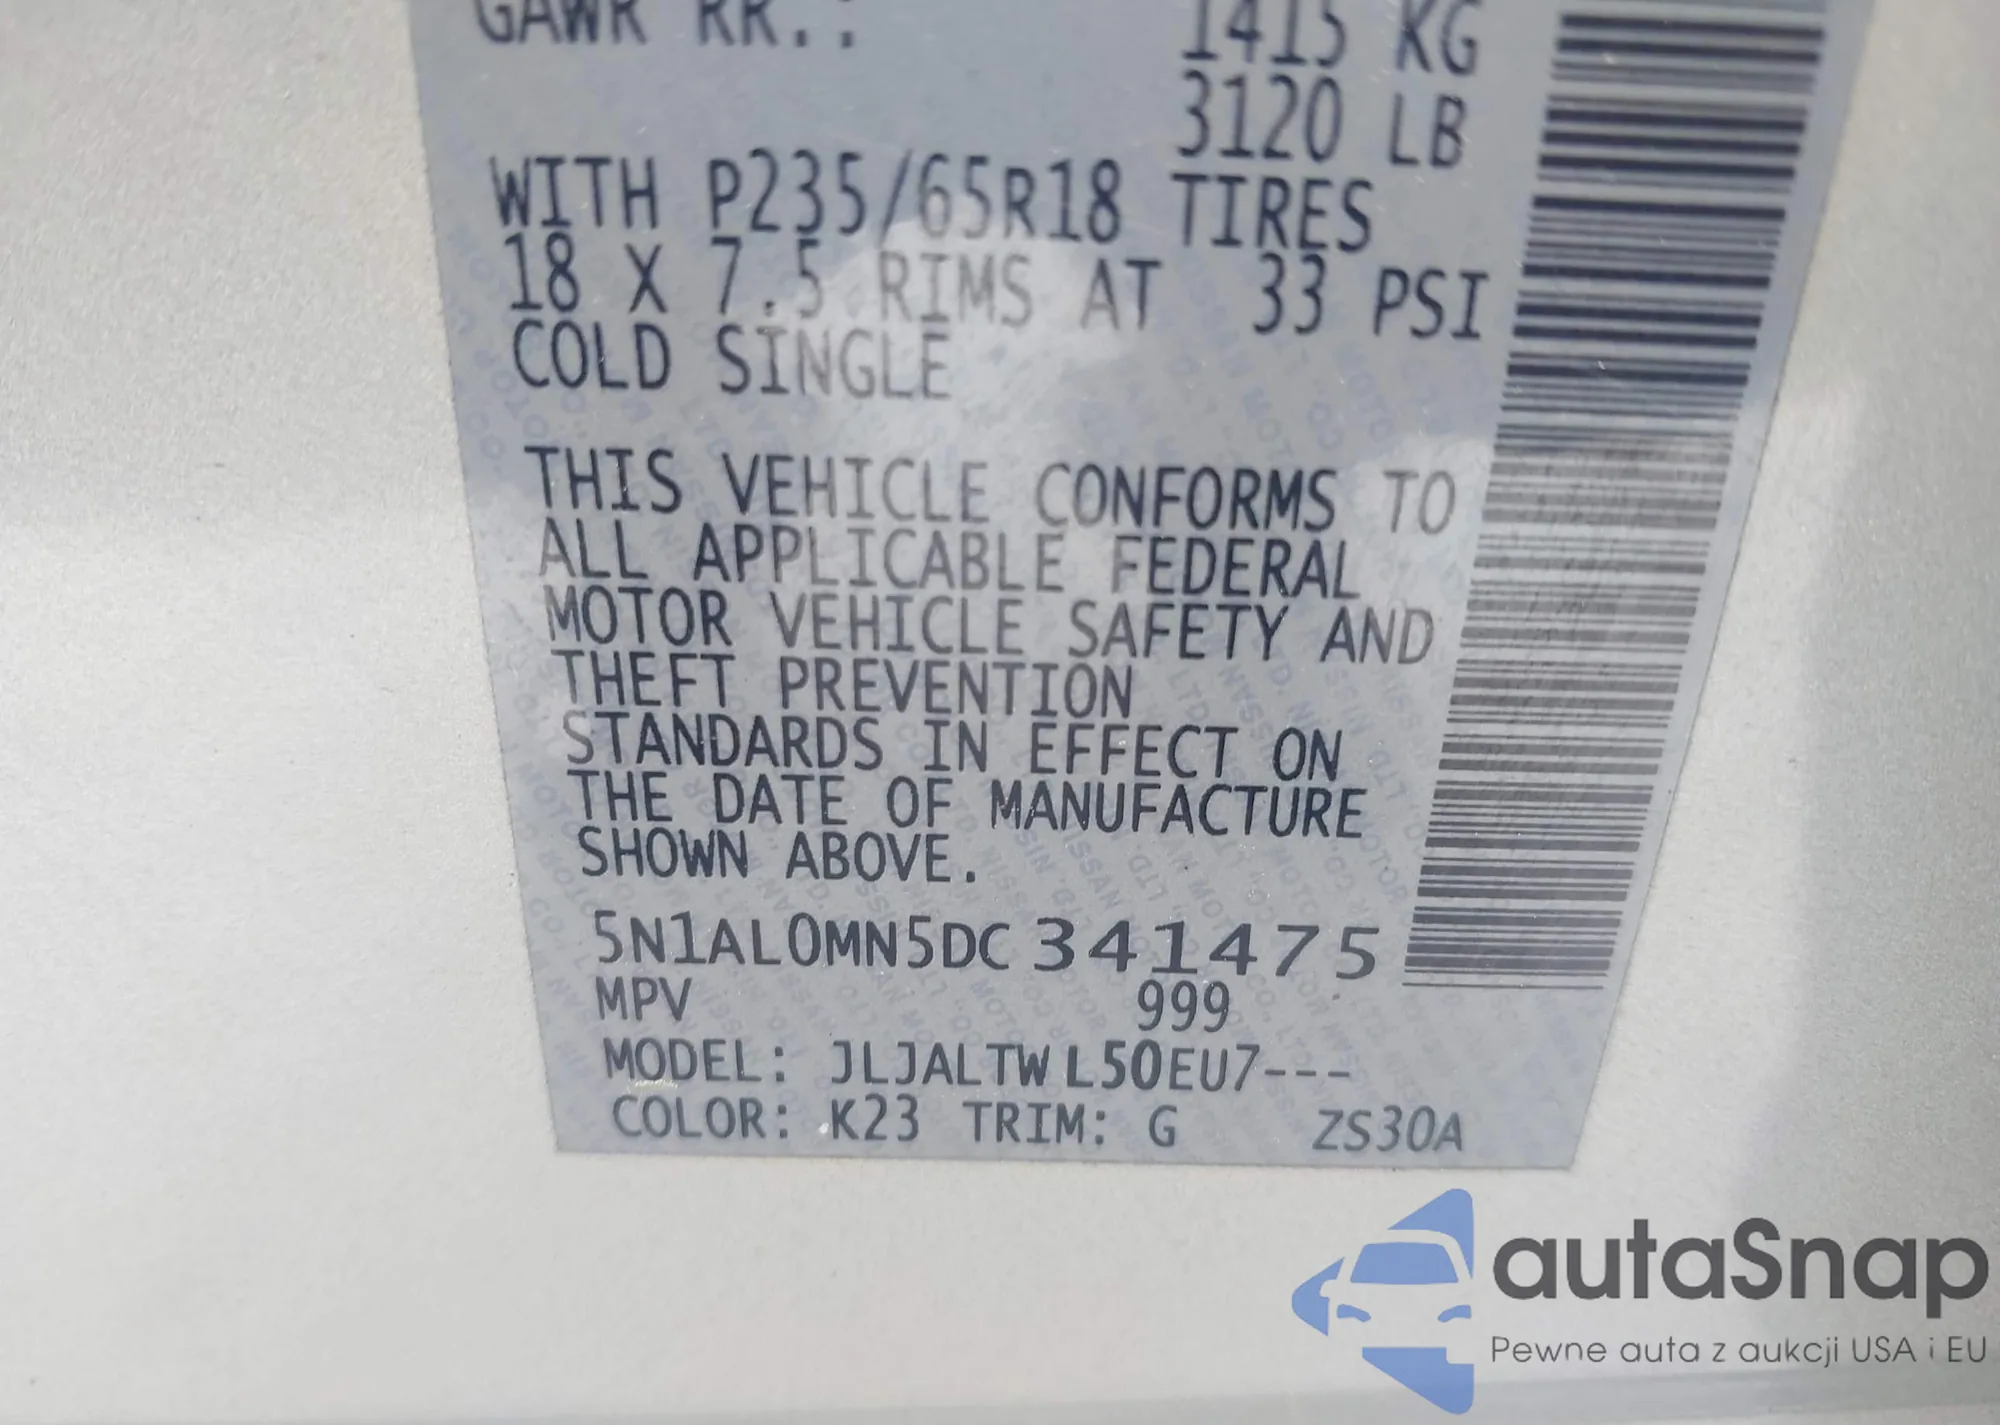 GAWR RR.: 1415 KG
3120 LB
WITH P235/65R18 TIRES
18 X 7.5 RIMS AT 33 PSI
COLD SINGLE
THIS VEHICLE CONFORMS TO
ALL APPLICABLE FEDERAL
MOTOR VEHICLE SAFETY AND
THEFT PREVENTION
STANDARDS IN EFFECT ON
THE DATE OF MANUFACTURE
SHOWN ABOVE.
5N1AL0MN5DC341475
MPV 999
MODEL: JLJALTWL50EU7---
COLOR: K23 TRIM: G ZS30A
autaSnap
Pewne auta z aukcji USA i EU